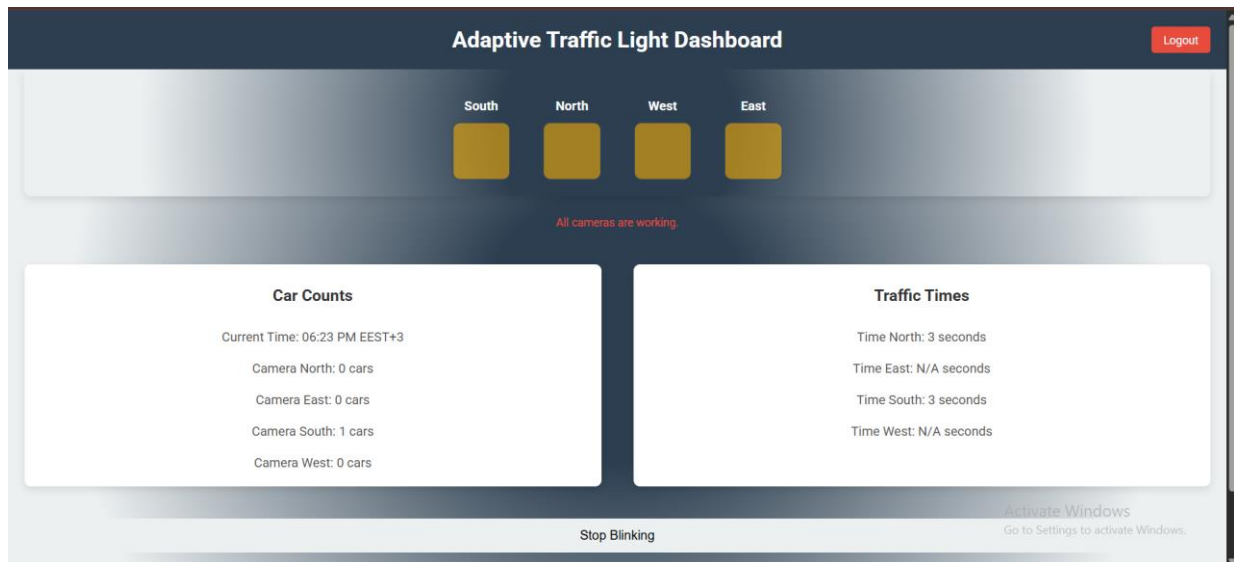 Adaptive Traffic Light Dashboard
Logout
South North West East
All cameras are working.
Car Counts
Current Time: 06:23 PM EEST+3
Camera North: 0 cars
Camera East: 0 cars
Camera South: 1 cars
Camera West: 0 cars
Traffic Times
Time North: 3 seconds
Time East: N/A seconds
Time South: 3 seconds
Time West: N/A seconds
Stop Blinking
Activate Windows
Go to Settings to activate Windows.